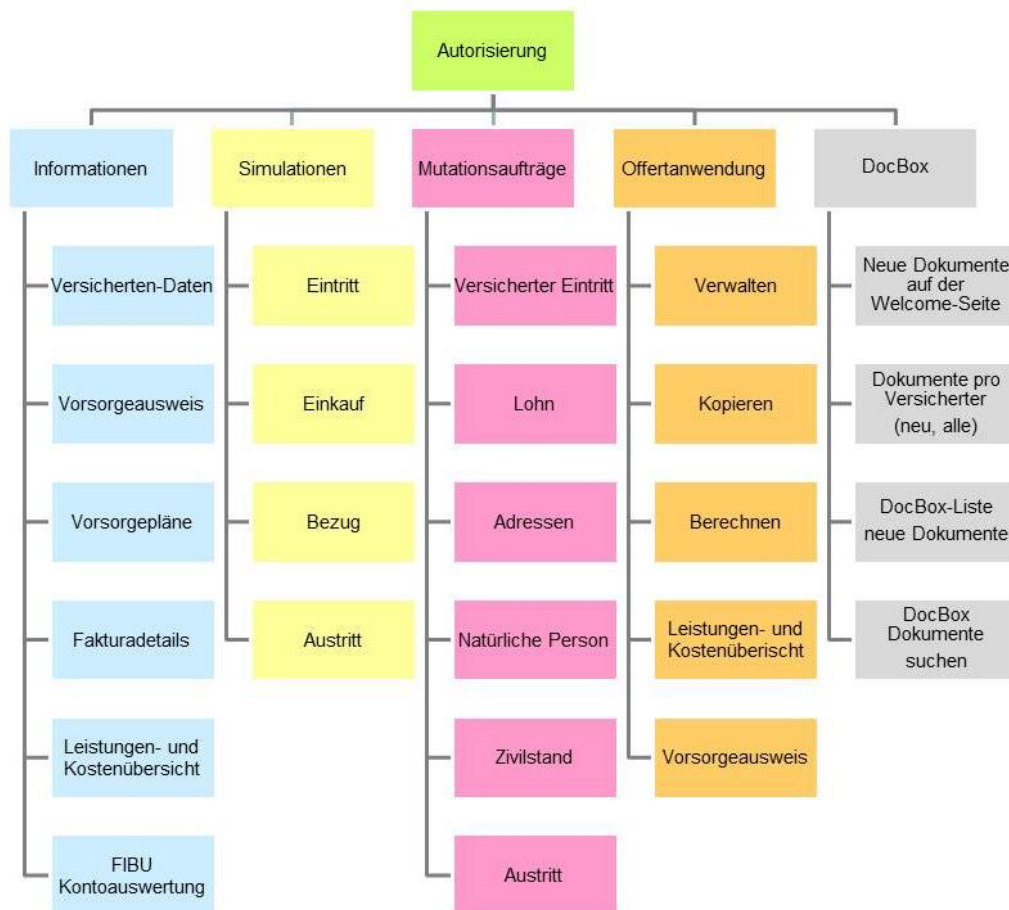 Autorisierung
Informationen
Versicherten-Daten
Vorsorgeausweis
Vorsorgepläne
Fakturadetails
Leistungen- und
Kostenübersicht
FIBU
Kontoauswertung
Simulationen
Eintritt
Einkauf
Bezug
Austritt
Mutationsaufträge
Versicherter Eintritt
Lohn
Adressen
Natürliche Person
Zivilstand
Austritt
Offertanwendung
Verwalten
Kopieren
Berechnen
Leistungen- und
Kostenüberischt
Vorsorgeausweis
DocBox
Neue Dokumente
auf der
Welcome-Seite
Dokumente pro
Versicherter
(neu, alle)
DocBox-Liste
neue Dokumente
DocBox
Dokumente
suchen